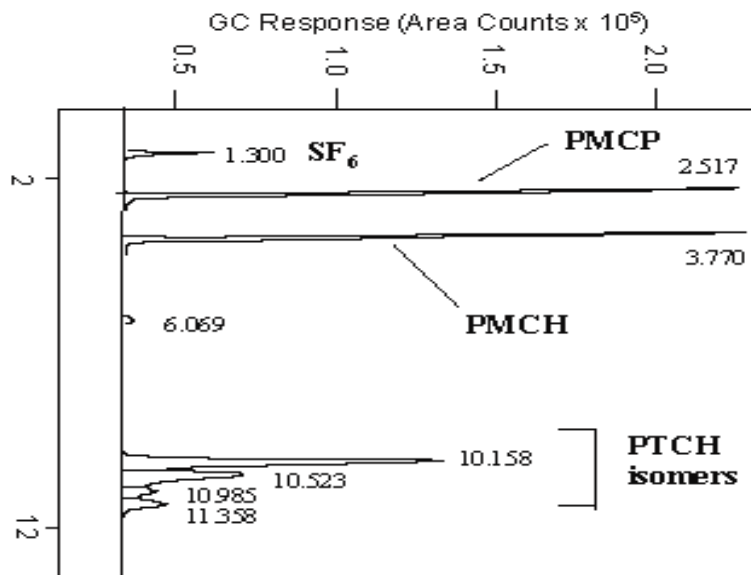 GC Response (Area Counts x 10⁶)
0.5 1.0 1.5 2.0
1.300 SF₆
PMCP
2.517
2
3.770
PMCH
6.069
10.158
PTCH
isomers
10.523
10.985
11.358
12